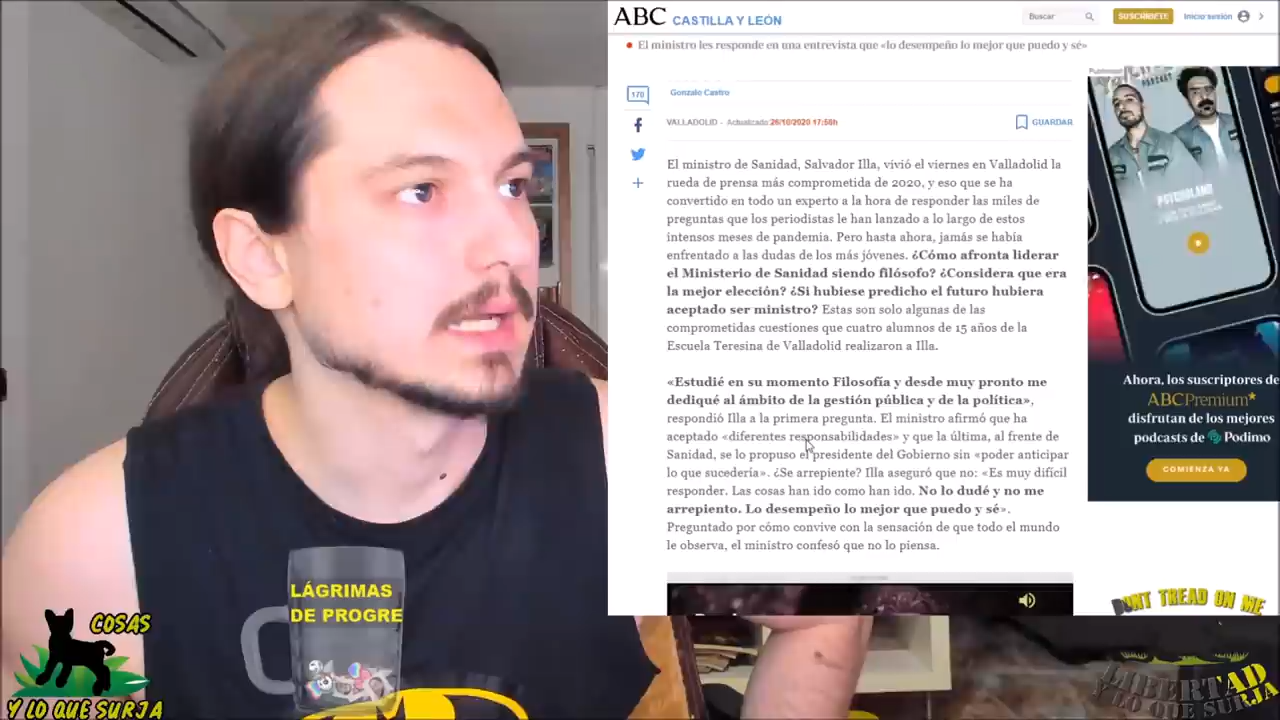 ABC CASTILLA Y LEÓN
Buscar
SUSCRÍBETE
Inicio sesión
El ministro les responde en una entrevista que «lo desempeño lo mejor que puedo y sé»
170
Gonzalo Castro
VALLADOLID - Actualizado: 26/10/2020 17:58h
GUARDAR
El ministro de Sanidad, Salvador Illa, vivió el viernes en Valladolid la
rueda de prensa más comprometida de 2020, y eso que se ha
convertido en todo un experto a la hora de responder las miles de
preguntas que los periodistas le han lanzado a lo largo de estos
intensos meses de pandemia. Pero hasta ahora, jamás se había
enfrentado a las dudas de los más jóvenes. ¿Cómo afronta liderar
el Ministerio de Sanidad siendo filósofo? ¿Considera que era
la mejor elección? ¿Si hubiese predicho el futuro hubiera
aceptado ser ministro? Estas son solo algunas de las
comprometidas cuestiones que cuatro alumnos de 15 años de la
Escuela Teresina de Valladolid realizaron a Illa.
«Estudié en su momento Filosofía y desde muy pronto me
dediqué al ámbito de la gestión pública y de la política»,
respondió Illa a la primera pregunta. El ministro afirmó que ha
aceptado «diferentes responsabilidades» y que la última, al frente de
Sanidad, se lo propuso el presidente del Gobierno sin «poder anticipar
lo que sucedería». ¿Se arrepiente? Illa aseguró que no: «Es muy difícil
responder. Las cosas han ido como han ido. No lo dudé y no me
arrepiento. Lo desempeño lo mejor que puedo y sé».
Preguntado por cómo convive con la sensación de que todo el mundo
le observa, el ministro confesó que no lo piensa.
PODCAST
Ahora, los suscriptores de
ABCPremium*
disfrutan de los mejores
podcasts de Podimo
COMIENZA YA
LÁGRIMAS
DE PROGRE
COSAS
Y LO QUE SURJA
DONT TREAD ON ME
LIBERTAD
Y LO QUE SURJA